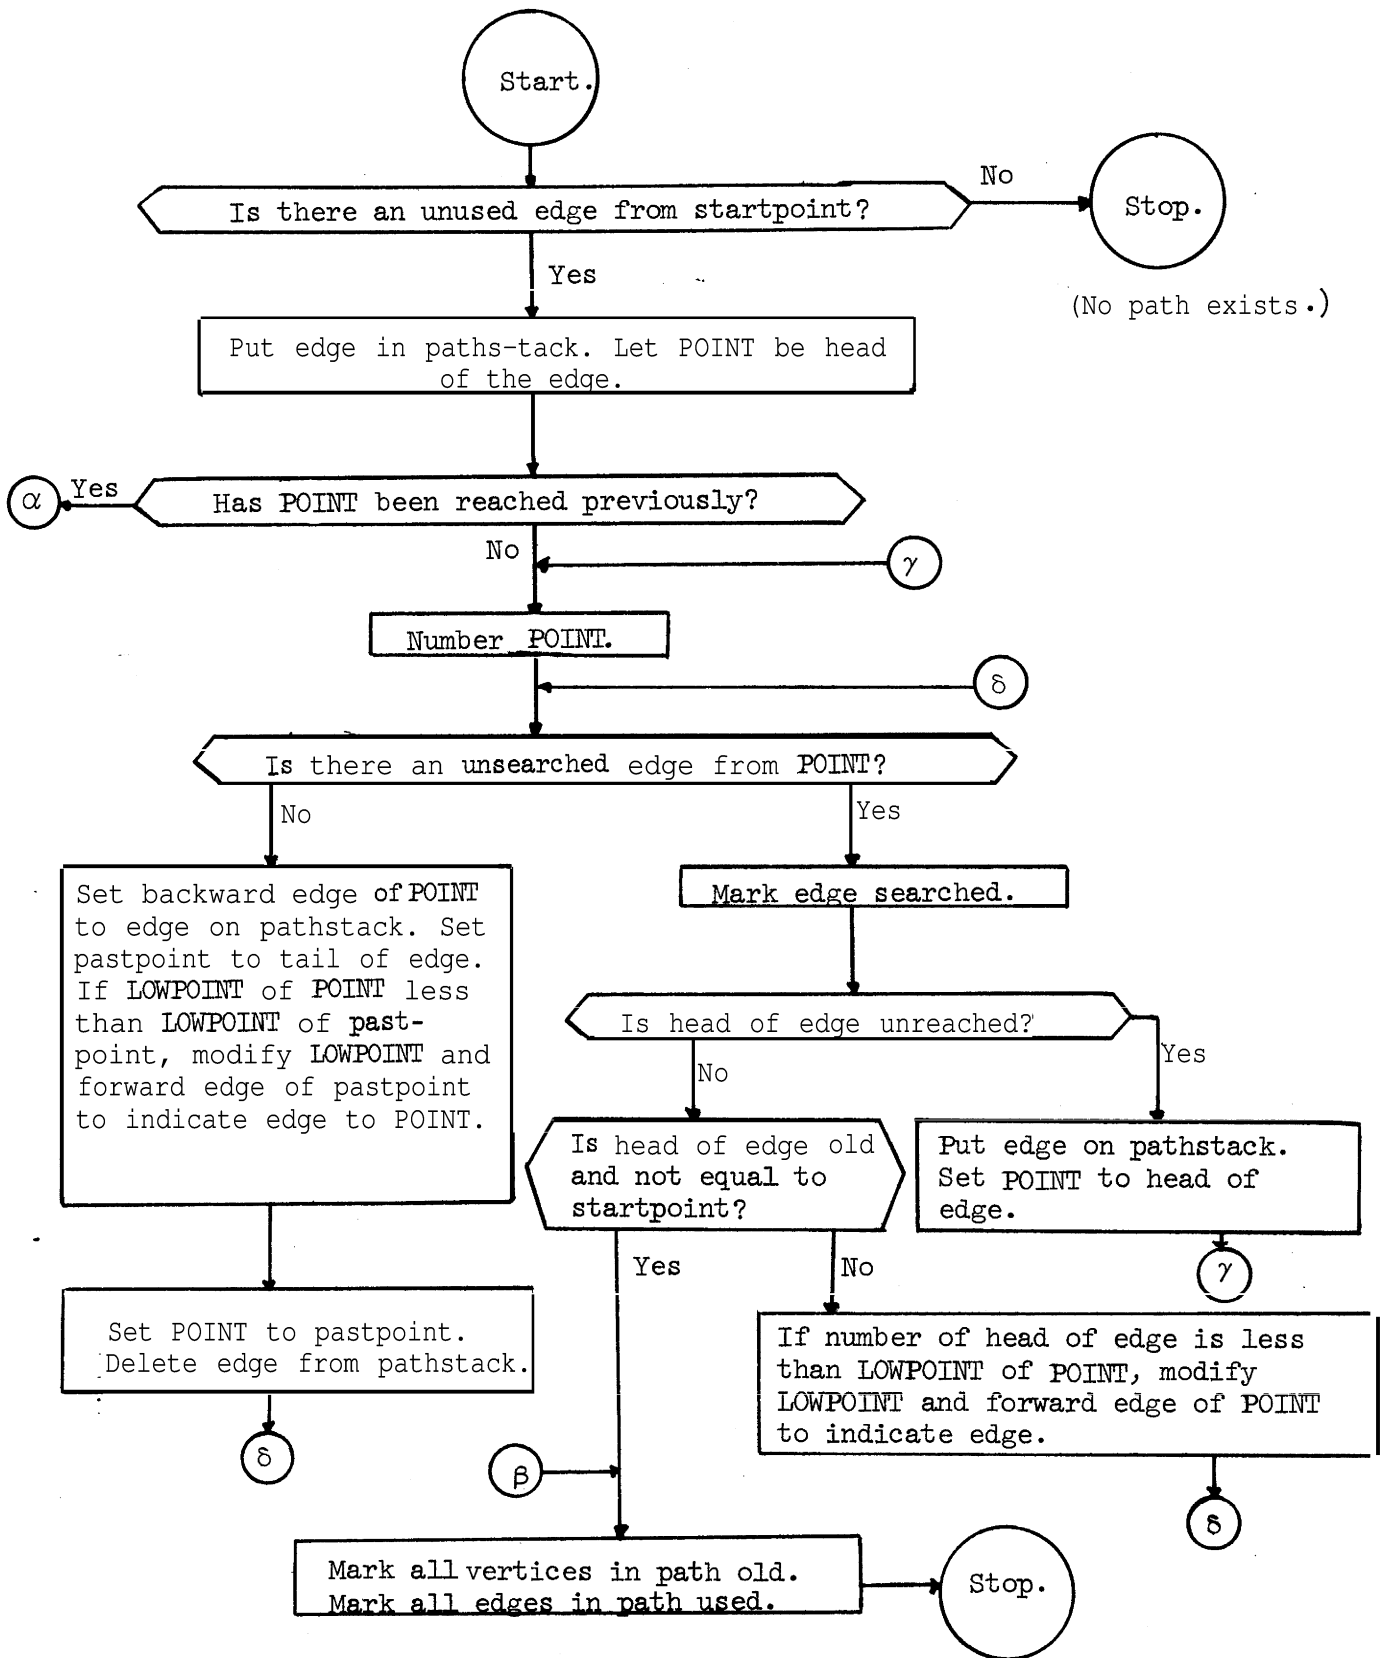 Start.
No
Is there an unused edge from startpoint?
Stop.
Yes
(No path exists.)
Put edge in paths-tack. Let POINT be head
of the edge.
α
Yes
Has POINT been reached previously?
No
γ
Number POINT.
δ
Is there an unsearched edge from POINT?
No
Yes
Set backward edge of POINT
to edge on pathstack. Set
pastpoint to tail of edge.
If LOWPOINT of POINT less
than LOWPOINT of past-
point, modify LOWPOINT and
forward edge of pastpoint
to indicate edge to POINT.
Mark edge searched.
Is head of edge unreached?
No
Yes
Is head of edge old
and not equal to
startpoint?
Put edge on pathstack.
Set POINT to head of
edge.
Yes
No
γ
Set POINT to pastpoint.
Delete edge from pathstack.
If number of head of edge is less
than LOWPOINT of POINT, modify
LOWPOINT and forward edge of POINT
to indicate edge.
δ
β
δ
Mark all vertices in path old.
Mark all edges in path used.
Stop.